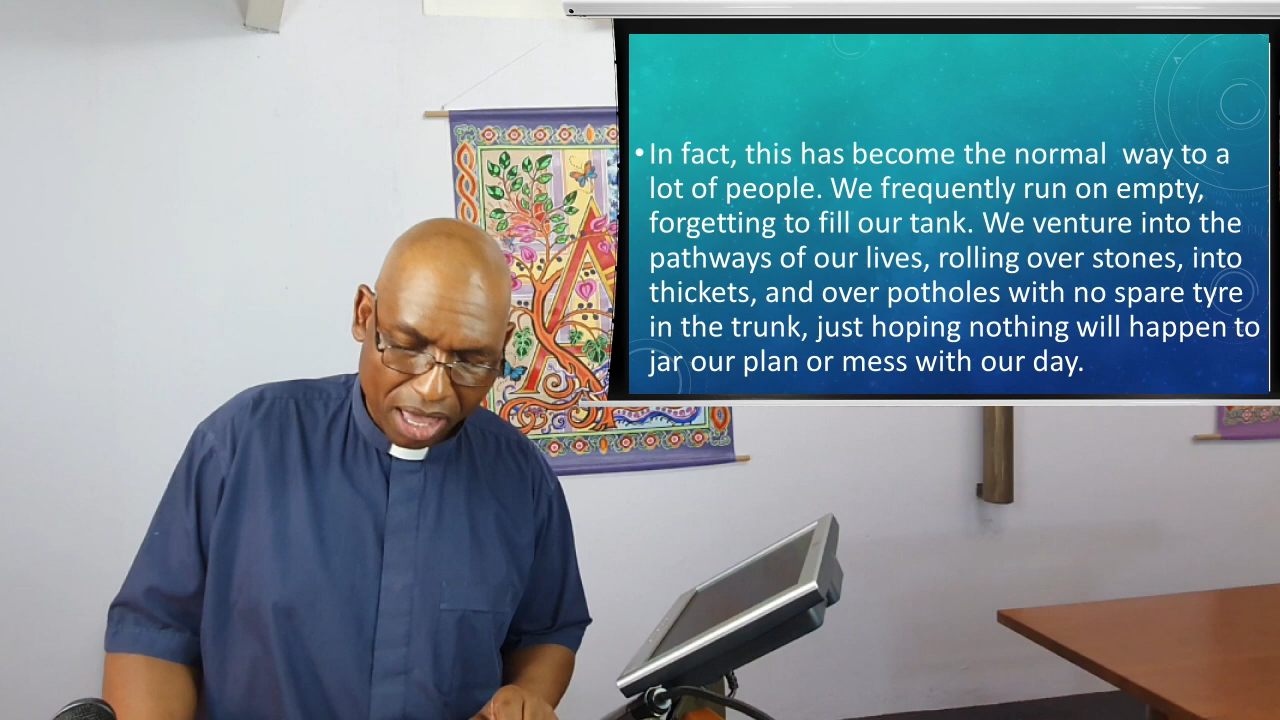 • In fact, this has become the normal  way to a
lot of people. We frequently run on empty,
forgetting to fill our tank. We venture into the
pathways of our lives, rolling over stones, into
thickets, and over potholes with no spare tyre
in the trunk, just hoping nothing will happen to
jar our plan or mess with our day.